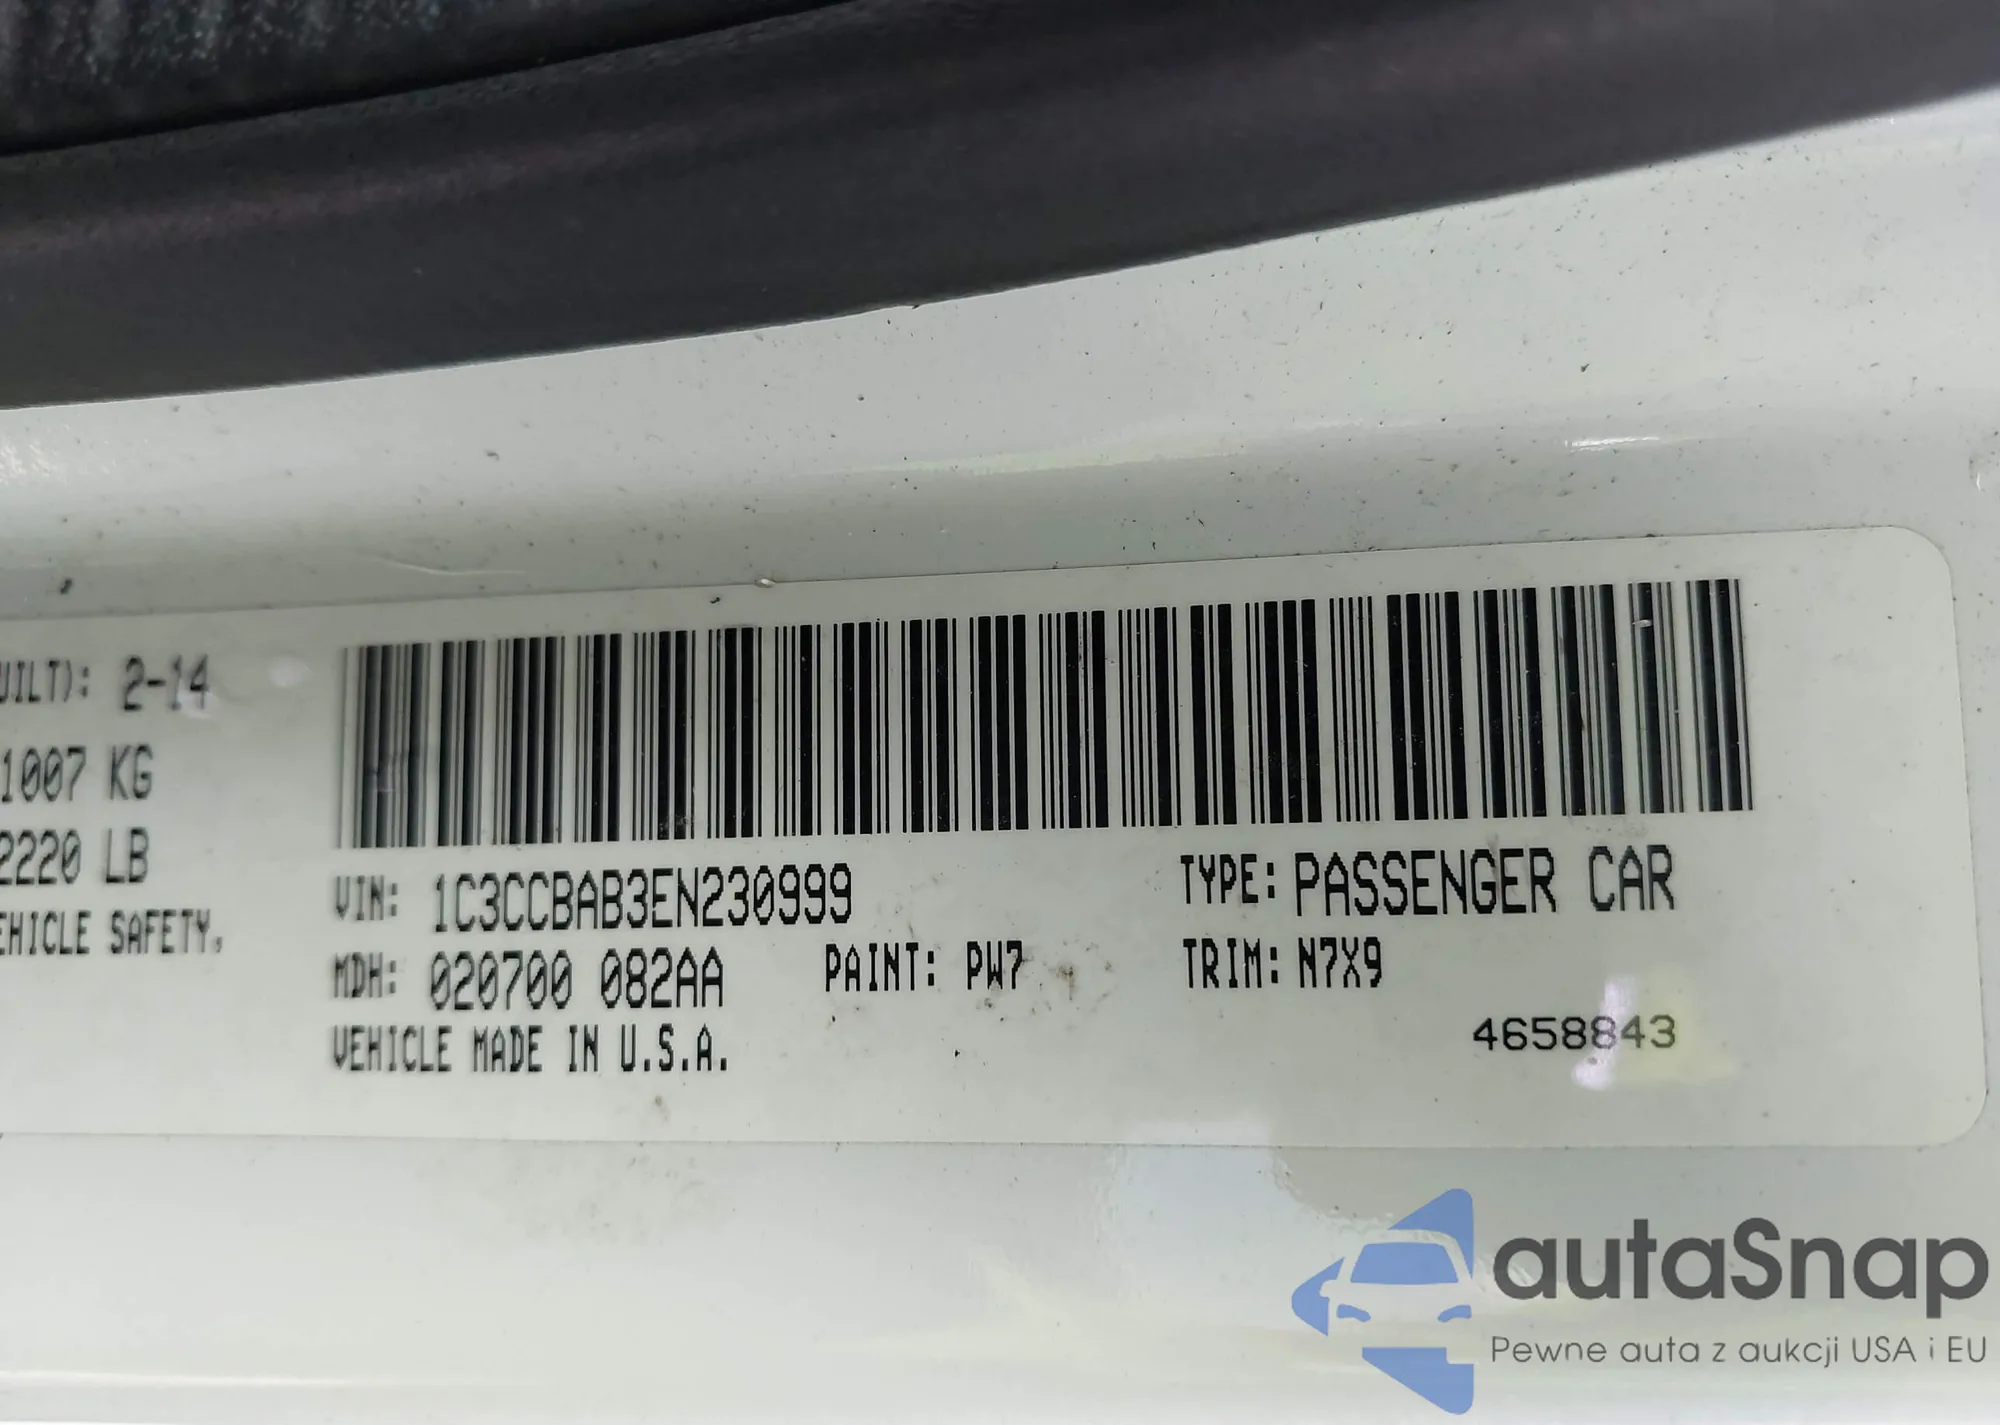 UILT): 2-14
1007 KG
2220 LB
EHICLE SAFETY,
VIN: 1C3CCBAB3EN230999
TYPE: PASSENGER CAR
MDH: 020700 082AA
PAINT: PW7
TRIM: N7X9
VEHICLE MADE IN U.S.A.
4658843
autaSnap
Pewne auta z aukcji USA i EU